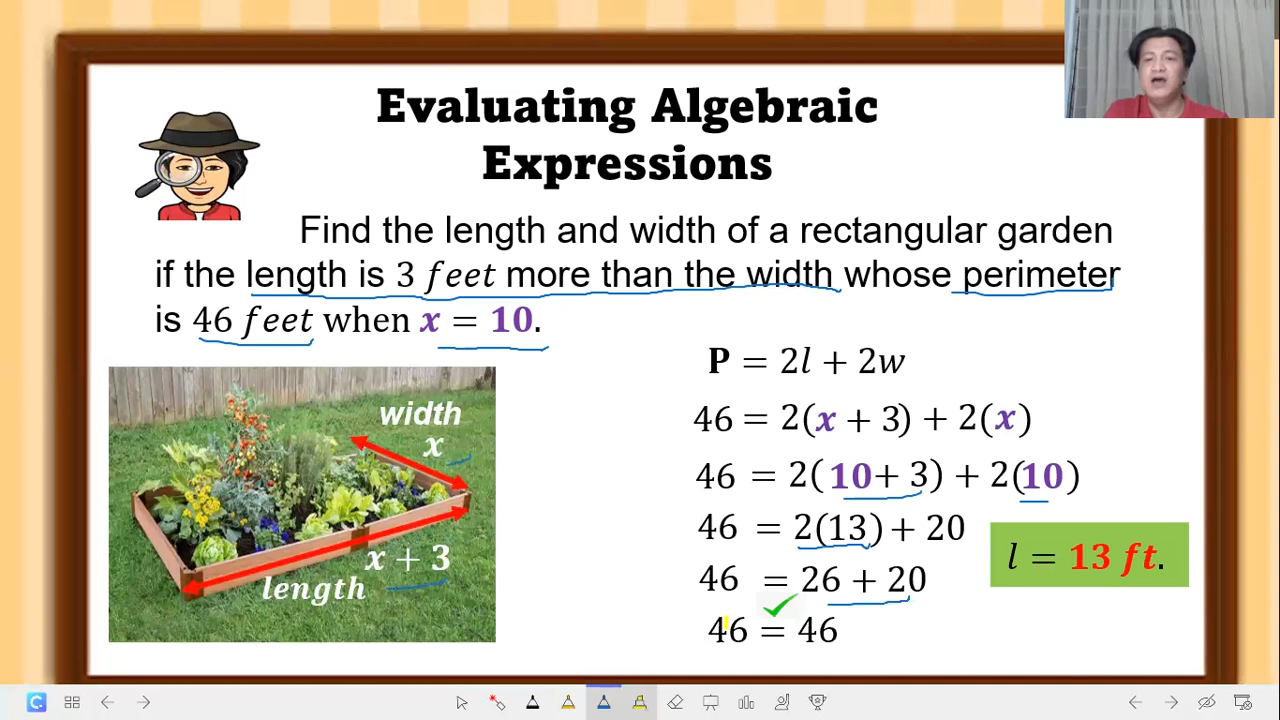 Evaluating Algebraic
Expressions
Find the length and width of a rectangular garden
if the length is 3 feet more than the width whose perimeter
is 46 feet when x = 10.
width
x
x + 3
length
P = 2l + 2w
46 = 2(x + 3) + 2(x)
46 = 2( 10+ 3) + 2(10)
46 = 2(13) + 20
46 = 26 + 20
46 = 46
l = 13 ft.